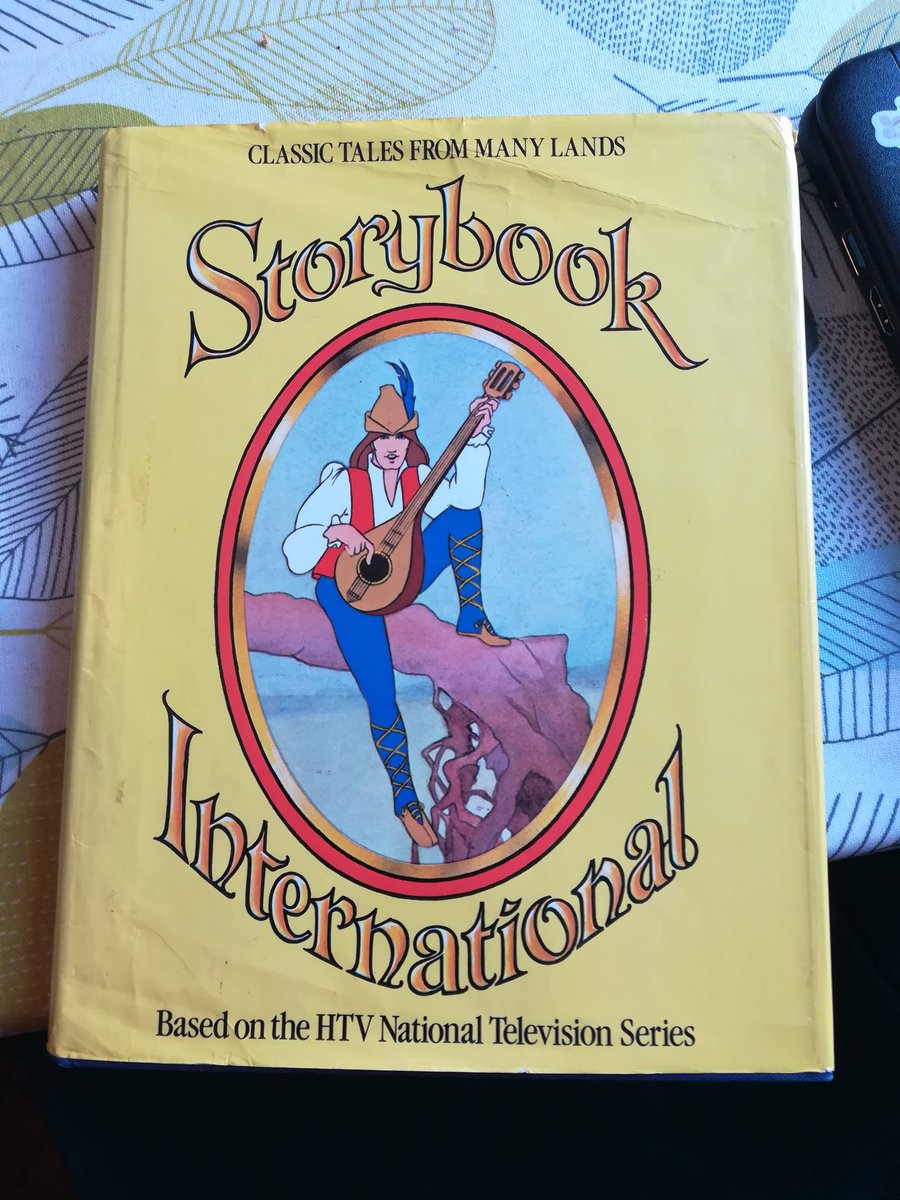 CLASSIC TALES FROM MANY LANDS
Storybook
International
Based on the HTV National Television Series